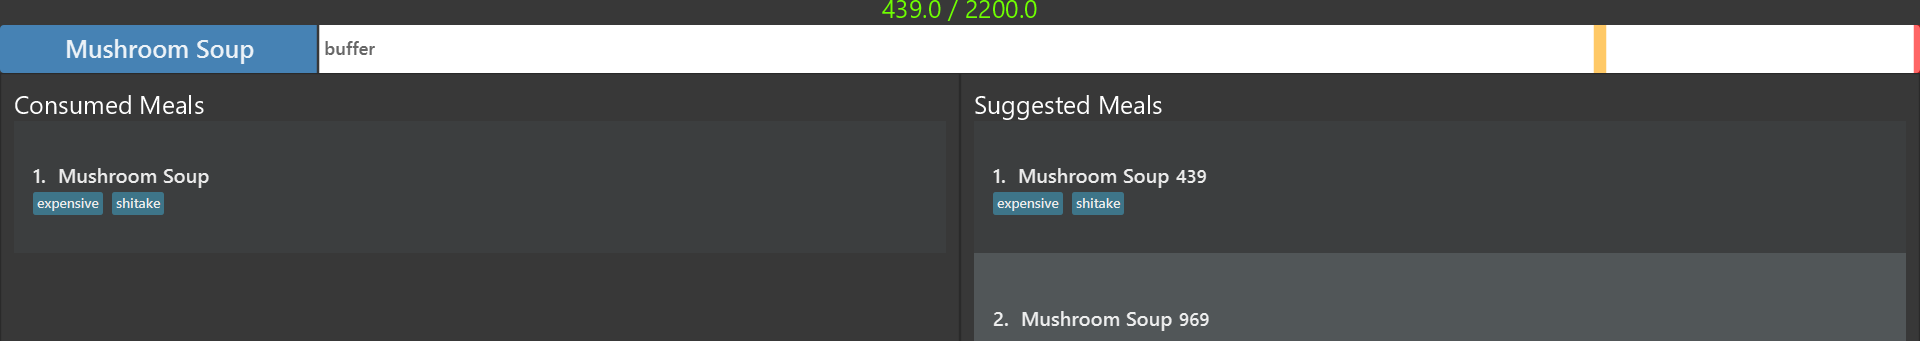 439.0 / 2200.0
Mushroom Soup buffer
Consumed Meals
1. Mushroom Soup
expensive shitake
Suggested Meals
1. Mushroom Soup 439
expensive shitake
2. Mushroom Soup 969